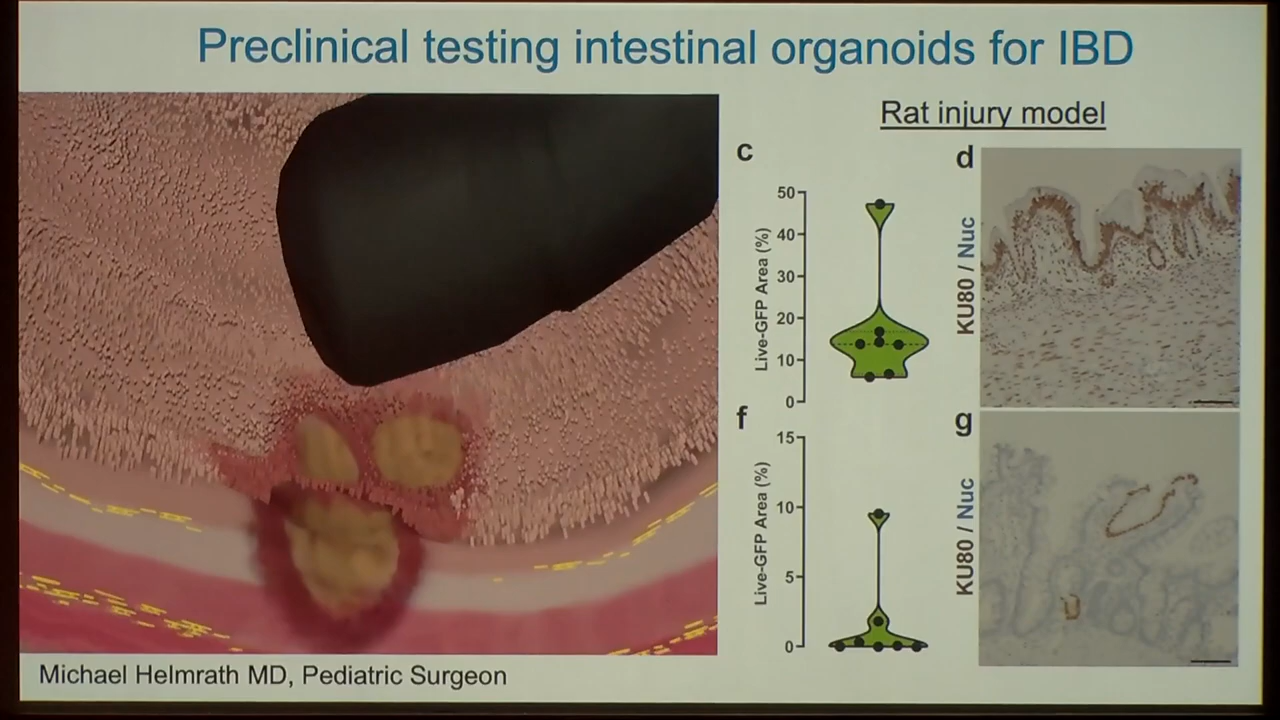 Preclinical testing intestinal organoids for IBD
Rat injury model
c
50
40
30
20
10
0
Live-GFP Area (%)
d
KU80 / Nuc
f
15
10
5
0
Live-GFP Area (%)
g
KU80 / Nuc
Michael Helmrath MD, Pediatric Surgeon